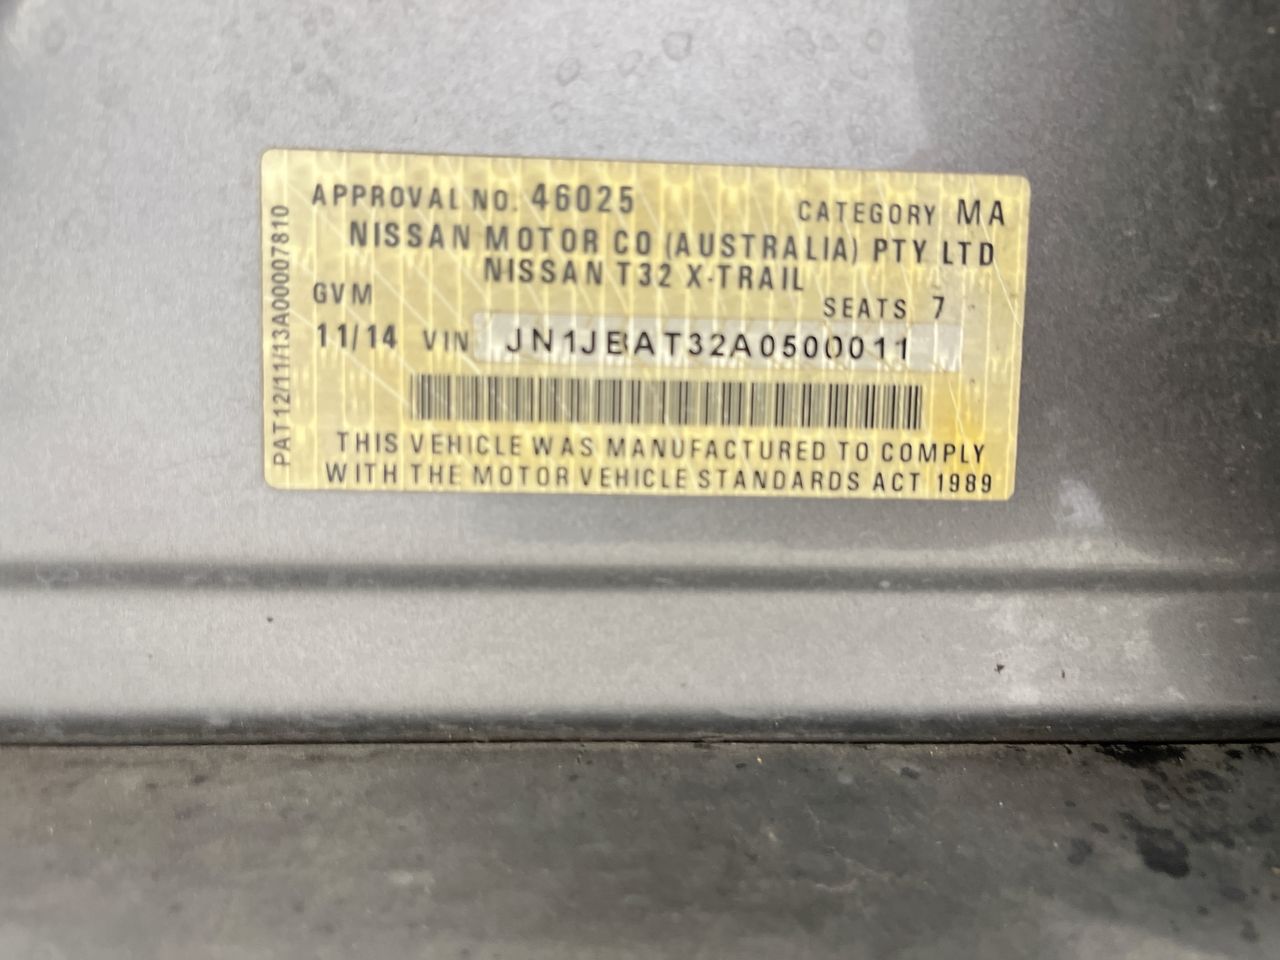 APPROVAL NO. 46025 CATEGORY MA
NISSAN MOTOR CO (AUSTRALIA) PTY LTD
NISSAN T32 X-TRAIL
GVM SEATS 7
11/14 VIN JN1JBAT32A0500011
THIS VEHICLE WAS MANUFACTURED TO COMPLY
WITH THE MOTOR VEHICLE STANDARDS ACT 1989
PAT12/11/13A000007810